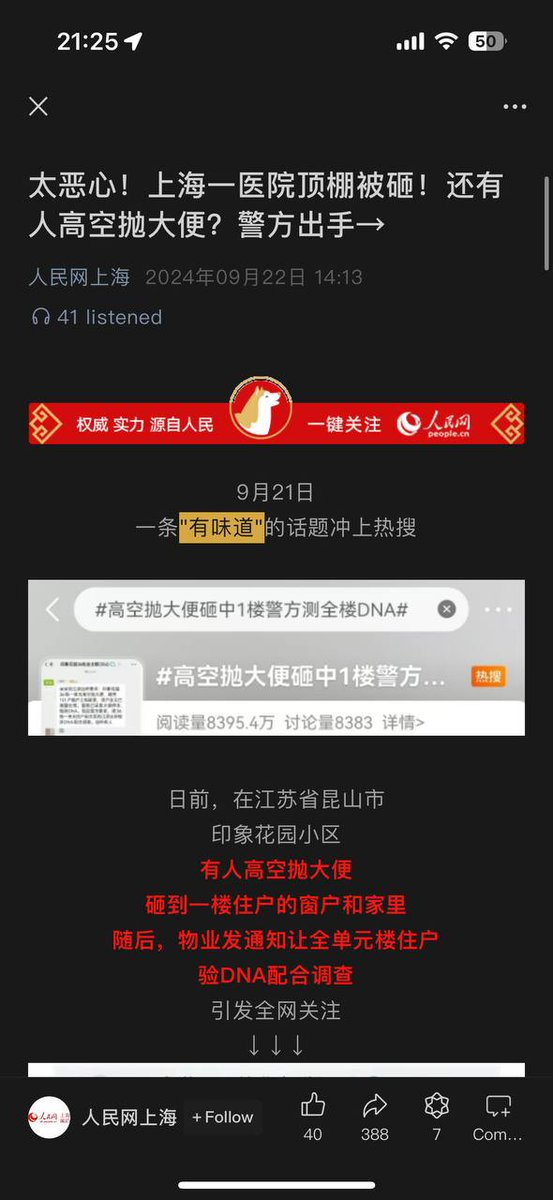 21:25
50
太恶心！上海一医院顶棚被砸！还有
人高空抛大便？警方出手→
人民网上海 2024年09月22日 14:13
41 listened
权威 实力 源自人民
一键关注
人民网
people.cn
9月21日
一条"有味道"的话题冲上热搜
#高空抛大便砸中1楼警方测全楼DNA#
#高空抛大便砸中1楼警方...
热搜
阅读量8395.4万 讨论量8383 详情>
日前，在江苏省昆山市
印象花园小区
有人高空抛大便
砸到一楼住户的窗户和家里
随后，物业发通知让全单元楼住户
验DNA配合调查
引发全网关注
↓↓↓
人民网上海
+Follow
40
388
7
Com...